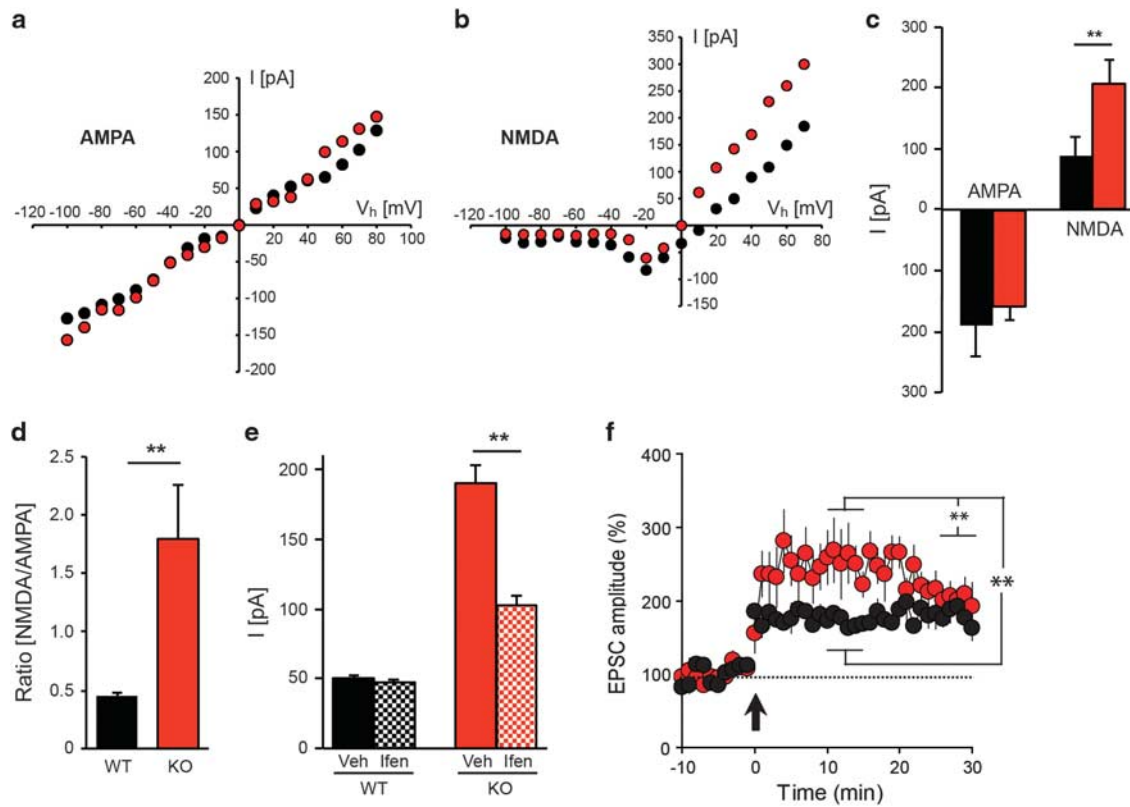 a
I [pA]
200
150
100
50
AMPA
-120 -100 -80 -60 -40 -20
V_h [mV]
20 40 60 80 100
-50
-100
-150
-200
b
I [pA]
350
300
250
200
150
100
50
NMDA
-120 -100 -80 -60 -40 -20
V_h [mV]
20 40 60 80
-50
-100
-150
c
**
I [pA]
300
200
100
0
100
200
300
AMPA
NMDA
d
**
Ratio [NMDA/AMPA]
2.5
2.0
1.5
1.0
0.5
0
WT KO
e
**
I [pA]
200
150
100
50
0
Veh Ifen Veh Ifen
WT KO
f
EPSC amplitude (%)
400
300
200
100
0
**
**
-10 0 10 20 30
Time (min)